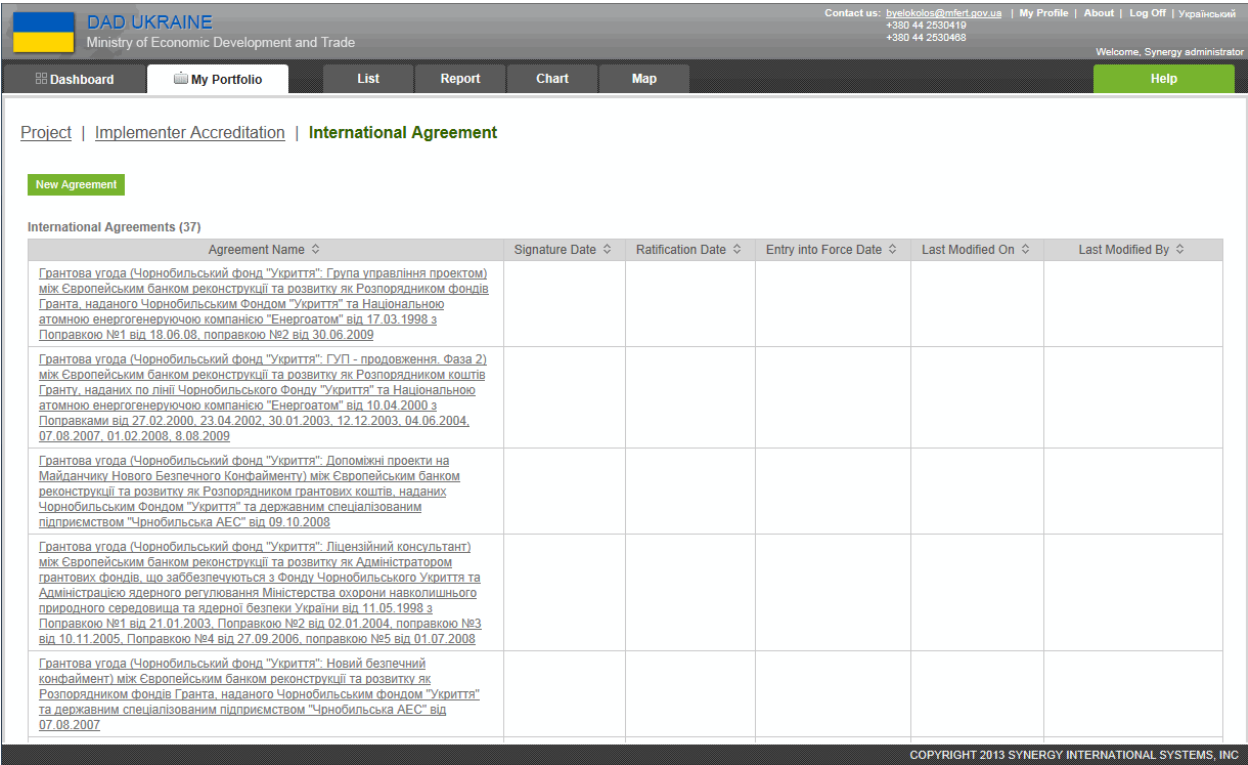 DAD UKRAINE
Ministry of Economic Development and Trade
Contact us: byelokolos@mfert.gov.ua | My Profile | About | Log Off | Український
+380 44 2530419
+380 44 2530468
Welcome, Synergy administrator
Dashboard My Portfolio List Report Chart Map Help
Project | Implementer Accreditation | International Agreement
New Agreement
International Agreements (37)
Agreement Name Signature Date Ratification Date Entry into Force Date Last Modified On Last Modified By
Грантова угода (Чорнобильський фонд "Укриття": Група управління проектом)
між Європейським банком реконструкції та розвитку як Розпорядником фондів
Гранта, наданого Чорнобильським Фондом "Укриття" та Національною
атомною енергогенеруючою компанією "Енергоатом" від 17.03.1998 з
Поправкою №1 від 18.06.08, поправкою №2 від 30.06.2009
Грантова угода (Чорнобильський фонд "Укриття": ГУП - продовження. Фаза 2)
між Європейським банком реконструкції та розвитку як Розпорядником коштів
Гранту, наданих по лінії Чорнобильського Фонду "Укриття" та Національною
атомною енергогенеруючою компанією "Енергоатом" від 10.04.2000 з
Поправками від 27.02.2000, 23.04.2002, 30.01.2003, 12.12.2003, 04.06.2004,
07.08.2007, 01.02.2008, 8.08.2009
Грантова угода (Чорнобильський фонд "Укриття": Допоміжні проекти на
Майданчику Нового Безпечного Конфайменту) між Європейським банком
реконструкції та розвитку як Розпорядником грантових коштів, наданих
Чорнобильським Фондом "Укриття" та державним спеціалізованим
підприємством "Чрнобильська АЕС" від 09.10.2008
Грантова угода (Чорнобильський фонд "Укриття": Ліцензійний консультант)
між Європейським банком реконструкції та розвитку як Адміністратором
грантових фондів, що заббезпечуються з Фонду Чорнобильського Укриття та
Адміністрацією ядерного регулювання Міністерства охорони навколишнього
природного середовища та ядерної безпеки України від 11.05.1998 з
Поправкою №1 від 21.01.2003, Поправкою №2 від 02.01.2004, поправкою №3
від 10.11.2005, Поправкою №4 від 27.09.2006, поправкою №5 від 01.07.2008
Грантова угода (Чорнобильський фонд "Укриття": Новий безпечний
конфаймент) між Європейським банком реконструкції та розвитку як
Розпорядником фондів Гранта, наданого Чорнобильським фондом "Укриття"
та державним спеціалізованим підприємством "Чрнобильська АЕС" від
07.08.2007
COPYRIGHT 2013 SYNERGY INTERNATIONAL SYSTEMS, INC